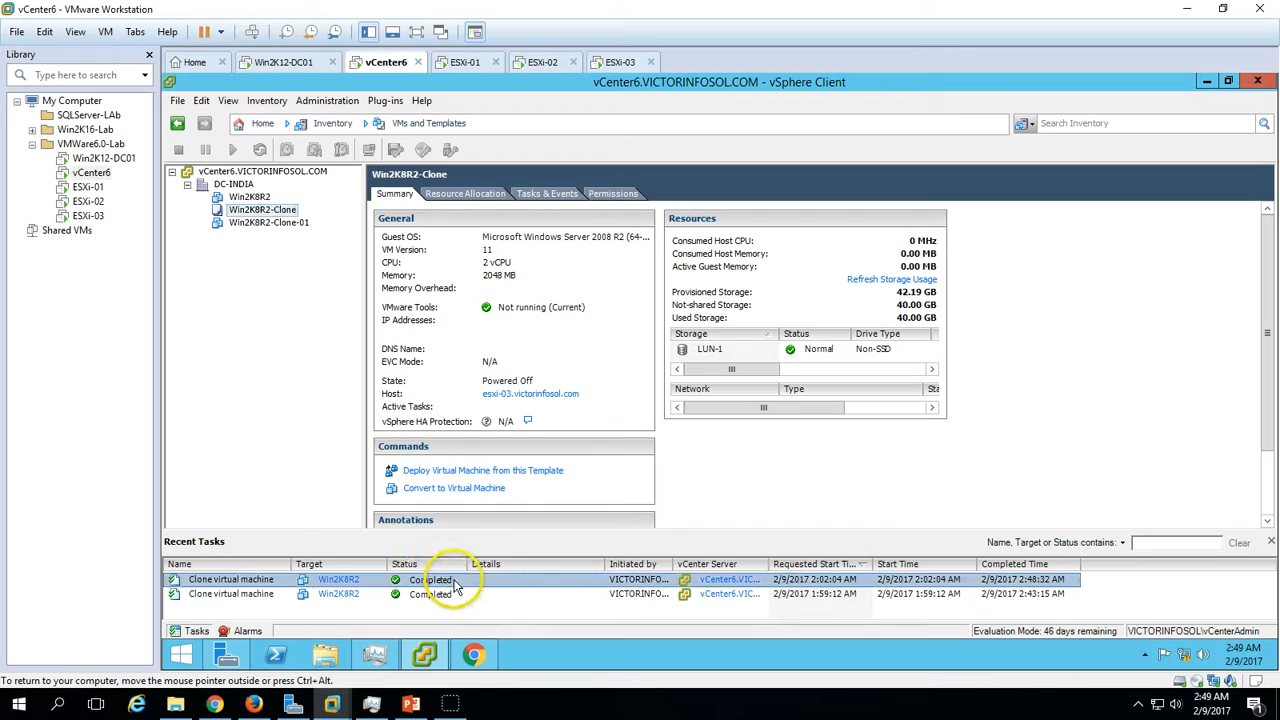 vCenter6 - VMware Workstation
File Edit View VM Tabs Help
Library
Type here to search
My Computer
SQLServer-LAb
Win2K16-Lab
VMWare6.0-Lab
Win2K12-DC01
vCenter6
ESXi-01
ESXi-02
ESXi-03
Shared VMs
Home Win2K12-DC01 vCenter6 ESXi-01 ESXi-02 ESXi-03
vCenter6.VICTORINFOSOL.COM - vSphere Client
File Edit View Inventory Administration Plug-ins Help
Home Inventory VMs and Templates Search Inventory
vCenter6.VICTORINFOSOL.COM
DC-INDIA
Win2K8R2
Win2K8R2-Clone
Win2K8R2-Clone-01
Win2K8R2-Clone
Summary Resource Allocation Tasks & Events Permissions
General
Guest OS: Microsoft Windows Server 2008 R2 (64-...
VM Version: 11
CPU: 2 vCPU
Memory: 2048 MB
Memory Overhead:
VMware Tools: Not running (Current)
IP Addresses:
DNS Name:
EVC Mode: N/A
State: Powered Off
Host: esxi-03.victorinfosol.com
Active Tasks:
vSphere HA Protection: N/A
Commands
Deploy Virtual Machine from this Template
Convert to Virtual Machine
Annotations
Resources
Consumed Host CPU: 0 MHz
Consumed Host Memory: 0.00 MB
Active Guest Memory: 0.00 MB
Refresh Storage Usage
Provisioned Storage: 42.19 GB
Not-shared Storage: 40.00 GB
Used Storage: 40.00 GB
Storage Status Drive Type
LUN-1 Normal Non-SSD
Network Type Sta
Recent Tasks Name, Target or Status contains: Clear
Name Target Status Details Initiated by vCenter Server Requested Start Ti... Start Time Completed Time
Clone virtual machine Win2K8R2 Completed VICTORINFO... vCenter6.VIC... 2/9/2017 2:02:04 AM 2/9/2017 2:02:04 AM 2/9/2017 2:48:32 AM
Clone virtual machine Win2K8R2 Completed VICTORINFO... vCenter6.VIC... 2/9/2017 1:59:12 AM 2/9/2017 1:59:12 AM 2/9/2017 2:43:15 AM
Tasks Alarms Evaluation Mode: 46 days remaining VICTORINFOSOL\vCenterAdmin
2:49 AM
2/9/2017
To return to your computer, move the mouse pointer outside or press Ctrl+Alt.
2:49 AM
2/9/2017